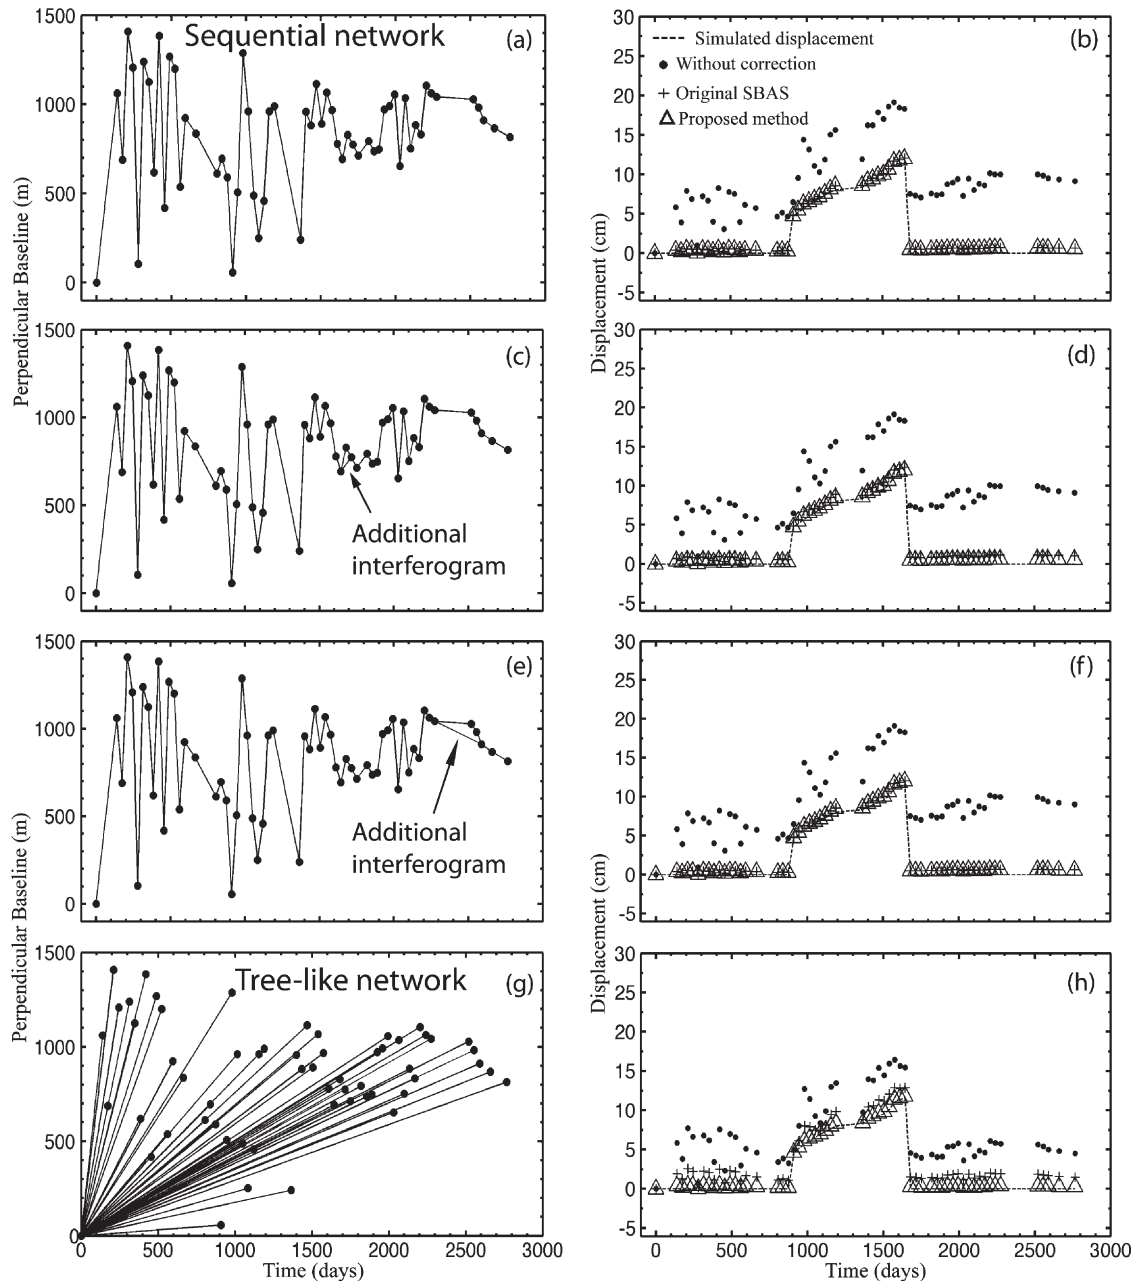 1500
1000
500
0
Sequential network
(a)
30
25
20
15
10
5
0
-5
(b)
Simulated displacement
Without correction
Original SBAS
Proposed method
Perpendicular Baseline (m)
Displacement (cm)
1500
1000
500
0
(c)
Additional
interferogram
30
25
20
15
10
5
0
-5
(d)
1500
1000
500
0
(e)
Additional
interferogram
Perpendicular Baseline (m)
30
25
20
15
10
5
0
-5
(f)
Displacement (cm)
1500
1000
500
0
Tree-like network
(g)
0 500 1000 1500 2000 2500 3000
Time (days)
30
25
20
15
10
5
0
-5
(h)
0 500 1000 1500 2000 2500 3000
Time (days)